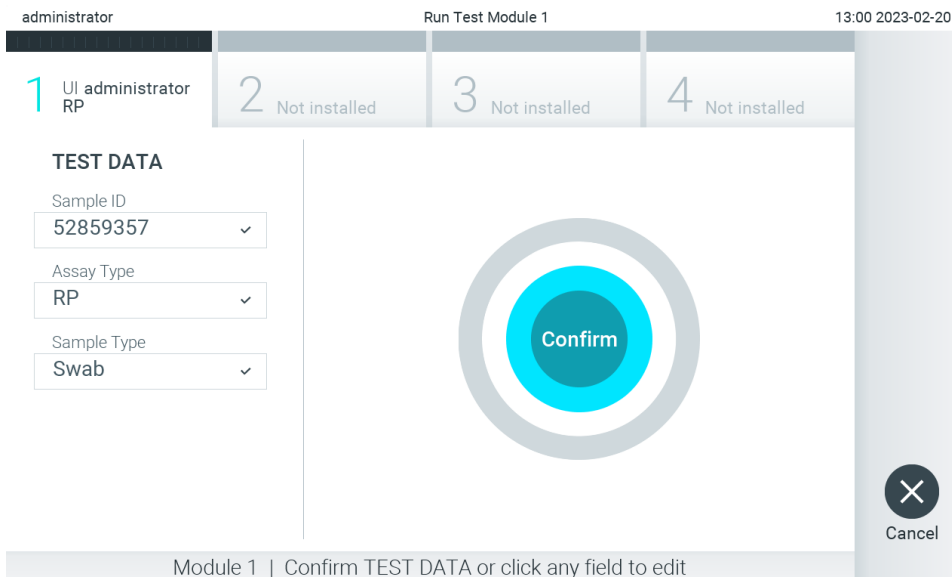 administrator Run Test Module 1 13:00 2023-02-20
1 UI administrator
RP
2 Not installed
3 Not installed
4 Not installed
TEST DATA
Sample ID
52859357
Assay Type
RP
Sample Type
Swab
Confirm
Cancel
Module 1 | Confirm TEST DATA or click any field to edit